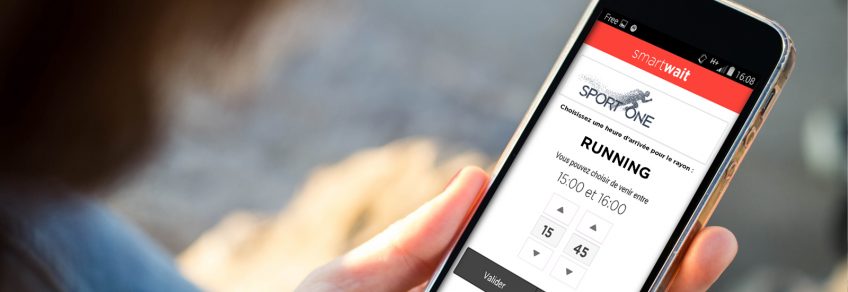 Free H+ 16:08
smartwait
SPORT ONE
Choisissez une heure d'arrivée pour le rayon :
RUNNING
Vous pouvez choisir de venir entre
15:00 et 16:00
15 45
Valider